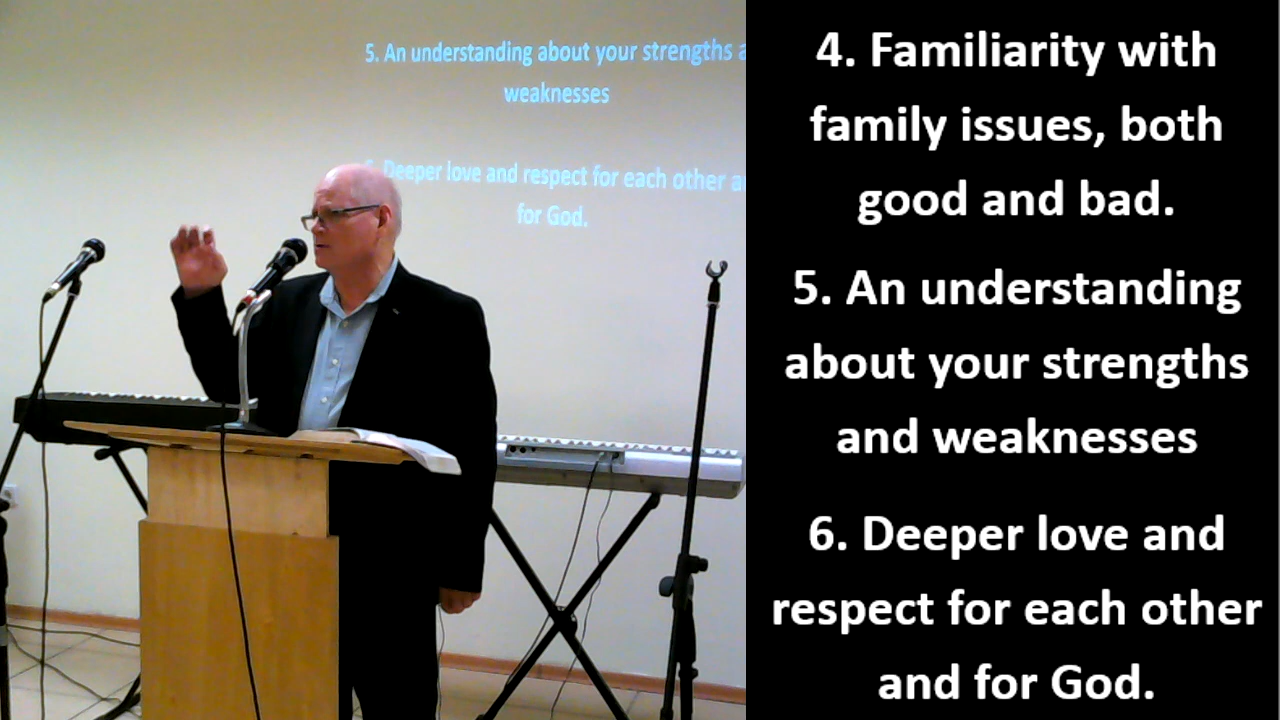 5. An understanding about your strengths a
weaknesses
6. Deeper love and respect for each other a
for God.
4. Familiarity with
family issues, both
good and bad.
5. An understanding
about your strengths
and weaknesses
6. Deeper love and
respect for each other
and for God.